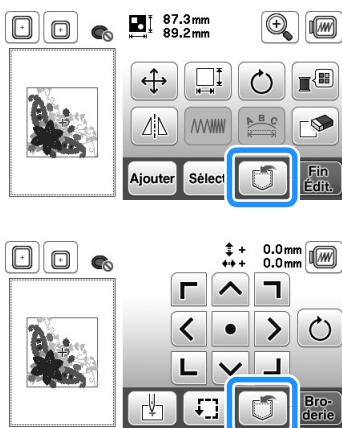 87.3mm
89.2mm
A B C
Ajouter Sélect Fin
Édit.
+ 0.0mm
+ 0.0mm
Bro-
derie